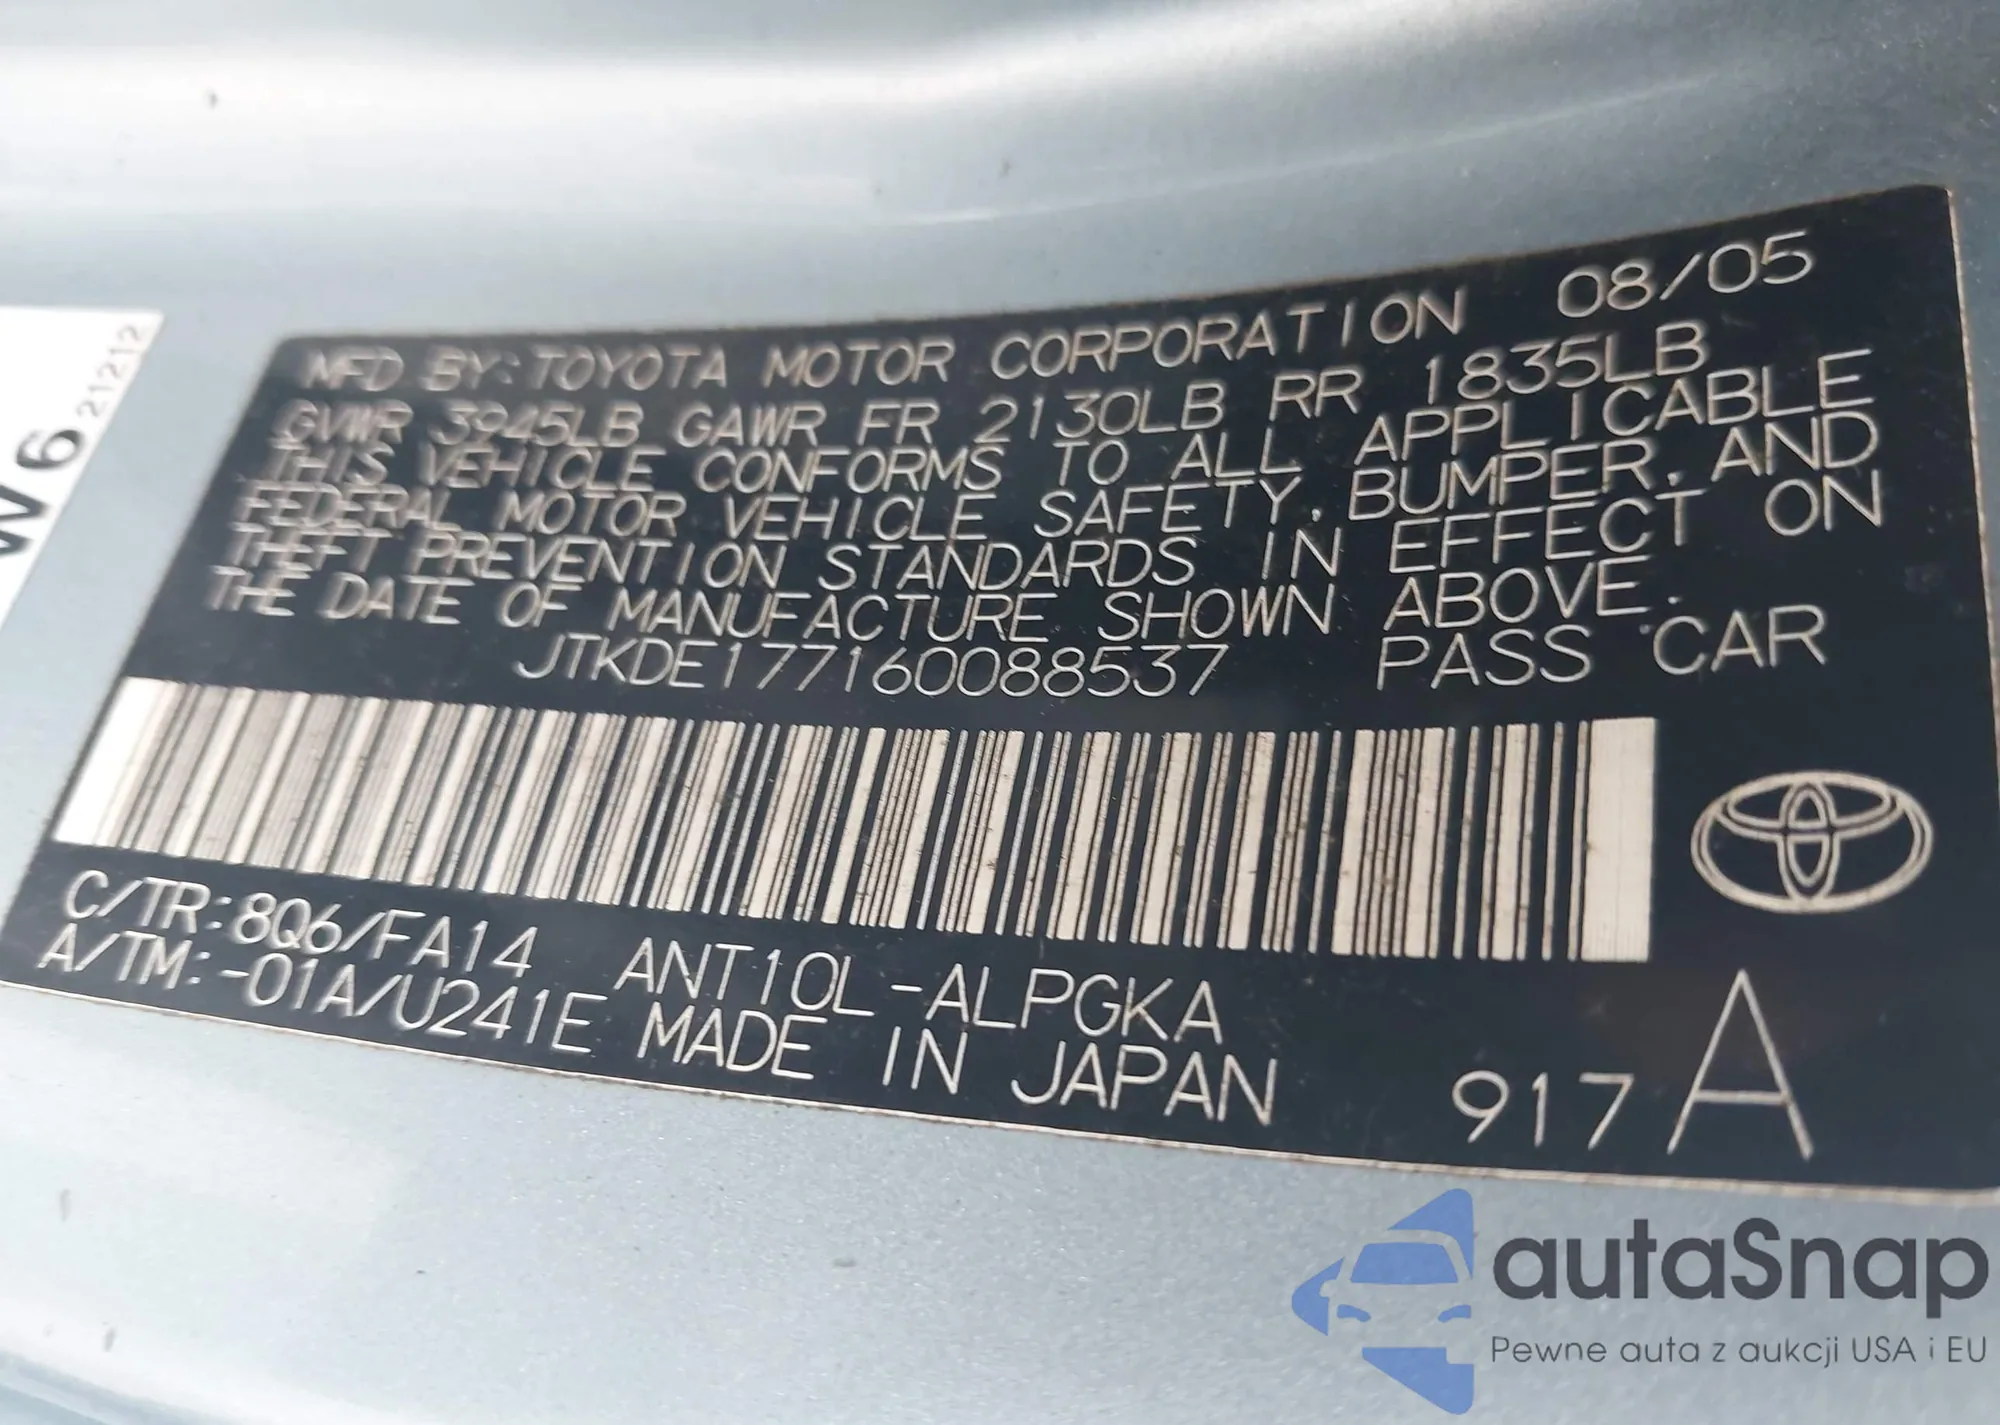 MFD BY:TOYOTA MOTOR CORPORATION 08/05
GVWR 3945LB GAWR FR 2130LB RR 1835LB
THIS VEHICLE CONFORMS TO ALL APPLICABLE
FEDERAL MOTOR VEHICLE SAFETY, BUMPER, AND
THEFT PREVENTION STANDARDS IN EFFECT ON
THE DATE OF MANUFACTURE SHOWN ABOVE.
JTKDE177160088537 PASS CAR
C/TR:8Q6/FA14 ANT10L-ALPGKA
A/TM:-01A/U241E MADE IN JAPAN
917A
W6
21212
autaSnap
Pewne auta z aukcji USA i EU